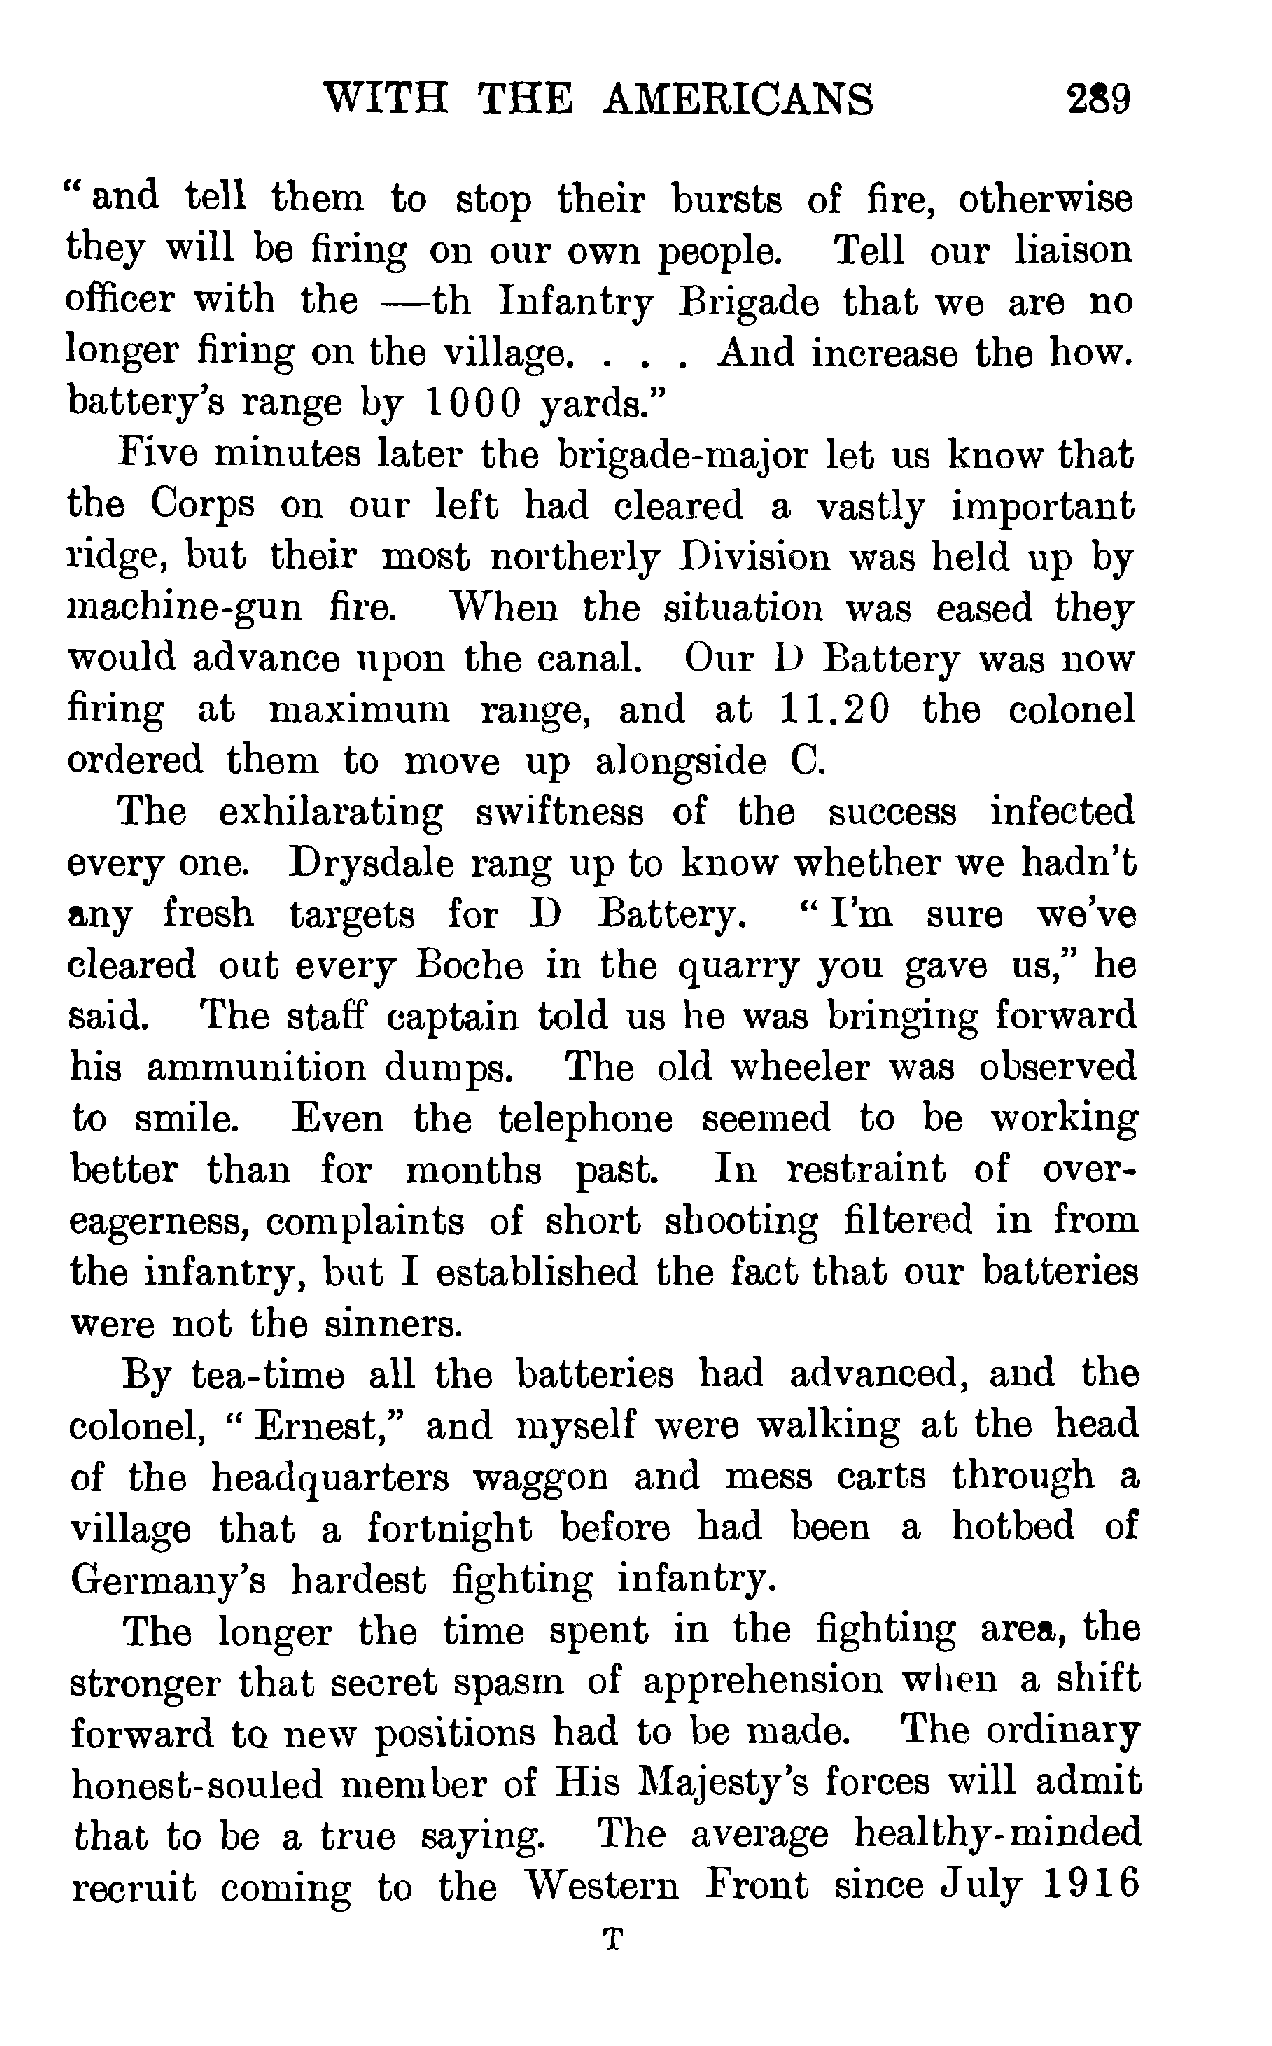 WITH THE AMERICANS 289
“ and tell them to stop their bursts of fire, otherwise
they will be firing on our own people. Tell our liaison
officer with the —th Infantry Brigade that we are no
longer firing on the village. . . . And increase the how.
battery’s range by 1000 yards.”
Five minutes later the brigade-major let us know that
the Corps on our left had cleared a vastly important
ridge, but their most northerly Division was held up by
machine-gun fire. When the situation was eased they
would advance upon the canal. Our D Battery was now
firing at maximum range, and at 11.20 the colonel
ordered them to move up alongside C.
The exhilarating swiftness of the success infected
every one. Drysdale rang up to know whether we hadn’t
any fresh targets for D Battery. “ I’m sure we’ve
cleared out every Boche in the quarry you gave us,” he
said. The staff captain told us he was bringing forward
his ammunition dumps. The old wheeler was observed
to smile. Even the telephone seemed to be working
better than for months past. In restraint of over-
eagerness, complaints of short shooting filtered in from
the infantry, but I established the fact that our batteries
were not the sinners.
By tea-time all the batteries had advanced, and the
colonel, “ Ernest,” and myself were walking at the head
of the headquarters waggon and mess carts through a
village that a fortnight before had been a hotbed of
Germany’s hardest fighting infantry.
The longer the time spent in the fighting area, the
stronger that secret spasm of apprehension when a shift
forward to new positions had to be made. The ordinary
honest-souled member of His Majesty’s forces will admit
that to be a true saying. The average healthy-minded
recruit coming to the Western Front since July 1916
T